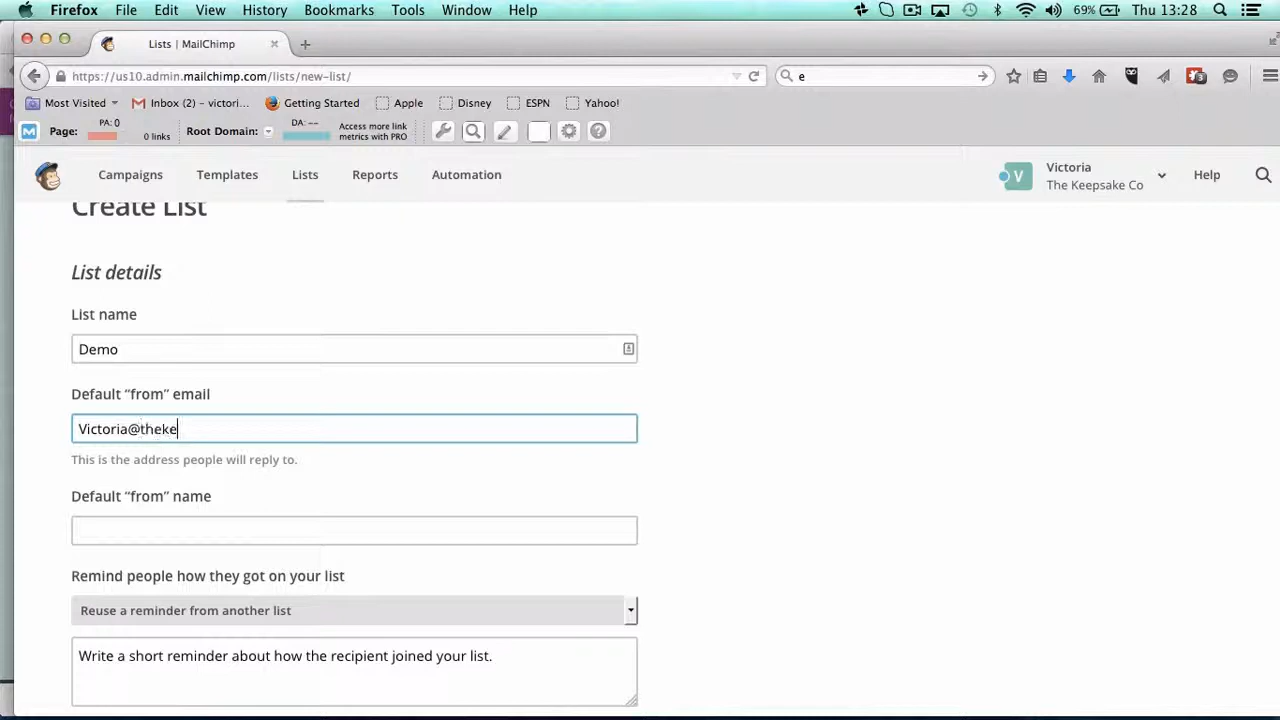 Firefox File Edit View History Bookmarks Tools Window Help 69% Thu 13:28
Lists | MailChimp
https://us10.admin.mailchimp.com/lists/new-list/ e
Most Visited Inbox (2) – victori... Getting Started Apple Disney ESPN Yahoo!
Page: PA: 0 0 links Root Domain: DA: -- Access more link metrics with PRO
Campaigns Templates Lists Reports Automation V Victoria Help
The Keepsake Co
Create List
List details
List name
Demo
Default “from” email
Victoria@theke
This is the address people will reply to.
Default “from” name
Remind people how they got on your list
Reuse a reminder from another list
Write a short reminder about how the recipient joined your list.